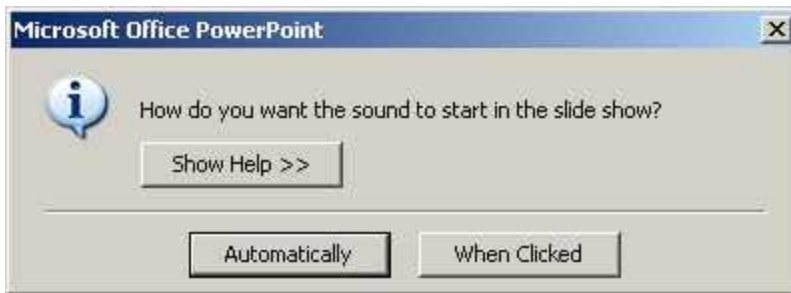 Microsoft Office PowerPoint
How do you want the sound to start in the slide show?
Show Help >>
Automatically When Clicked